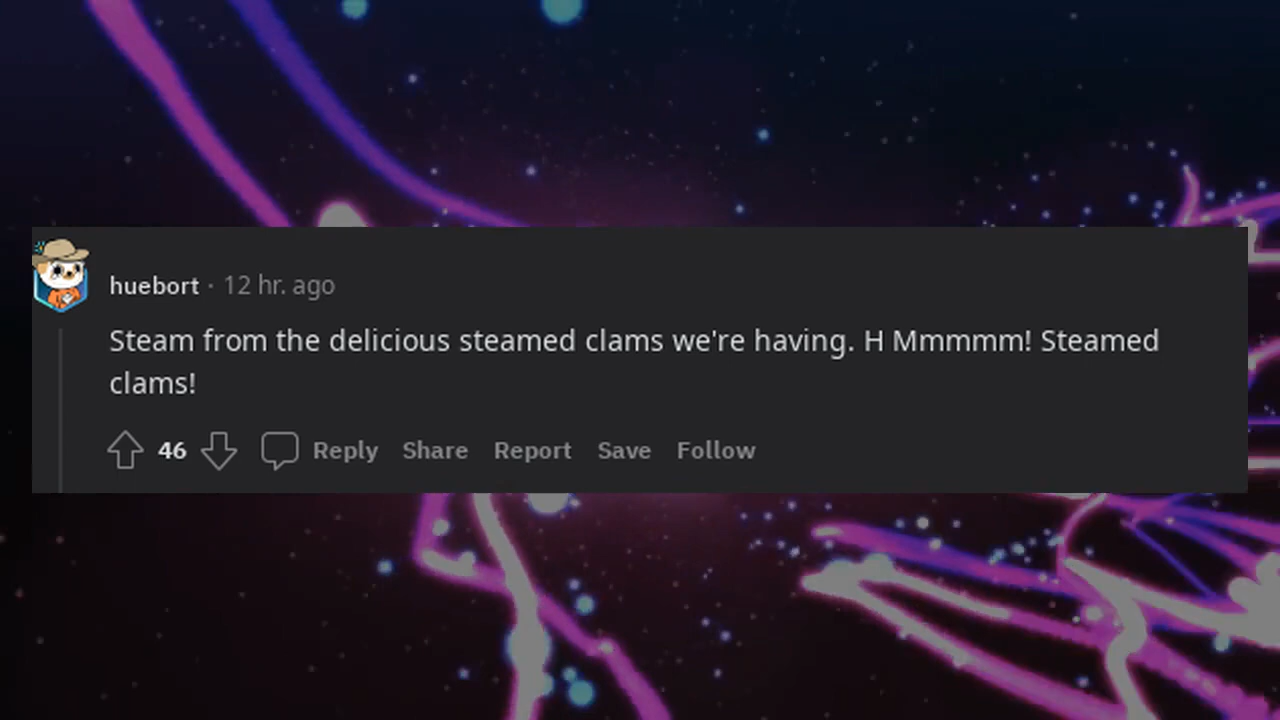 huebort · 12 hr. ago
Steam from the delicious steamed clams we're having. H Mmmmm! Steamed
clams!
46 Reply Share Report Save Follow